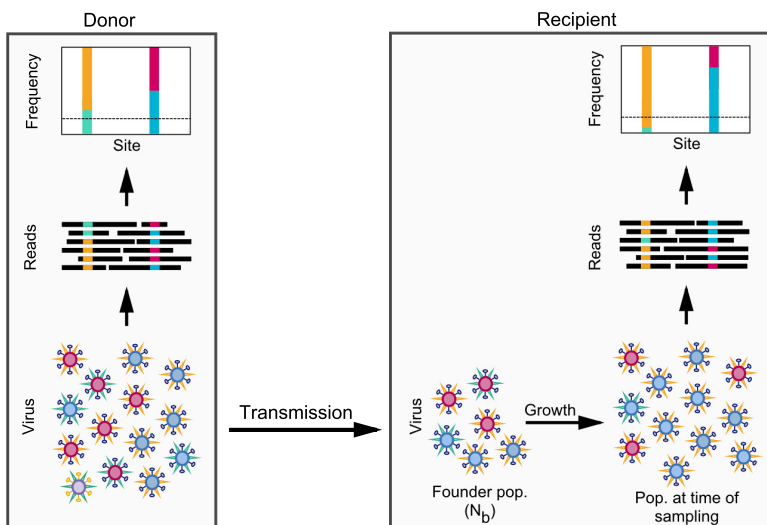 Donor
Frequency
Site
Reads
Virus
Transmission
Recipient
Frequency
Site
Reads
Virus
Growth
Founder pop.
(Nb)
Pop. at time of
sampling